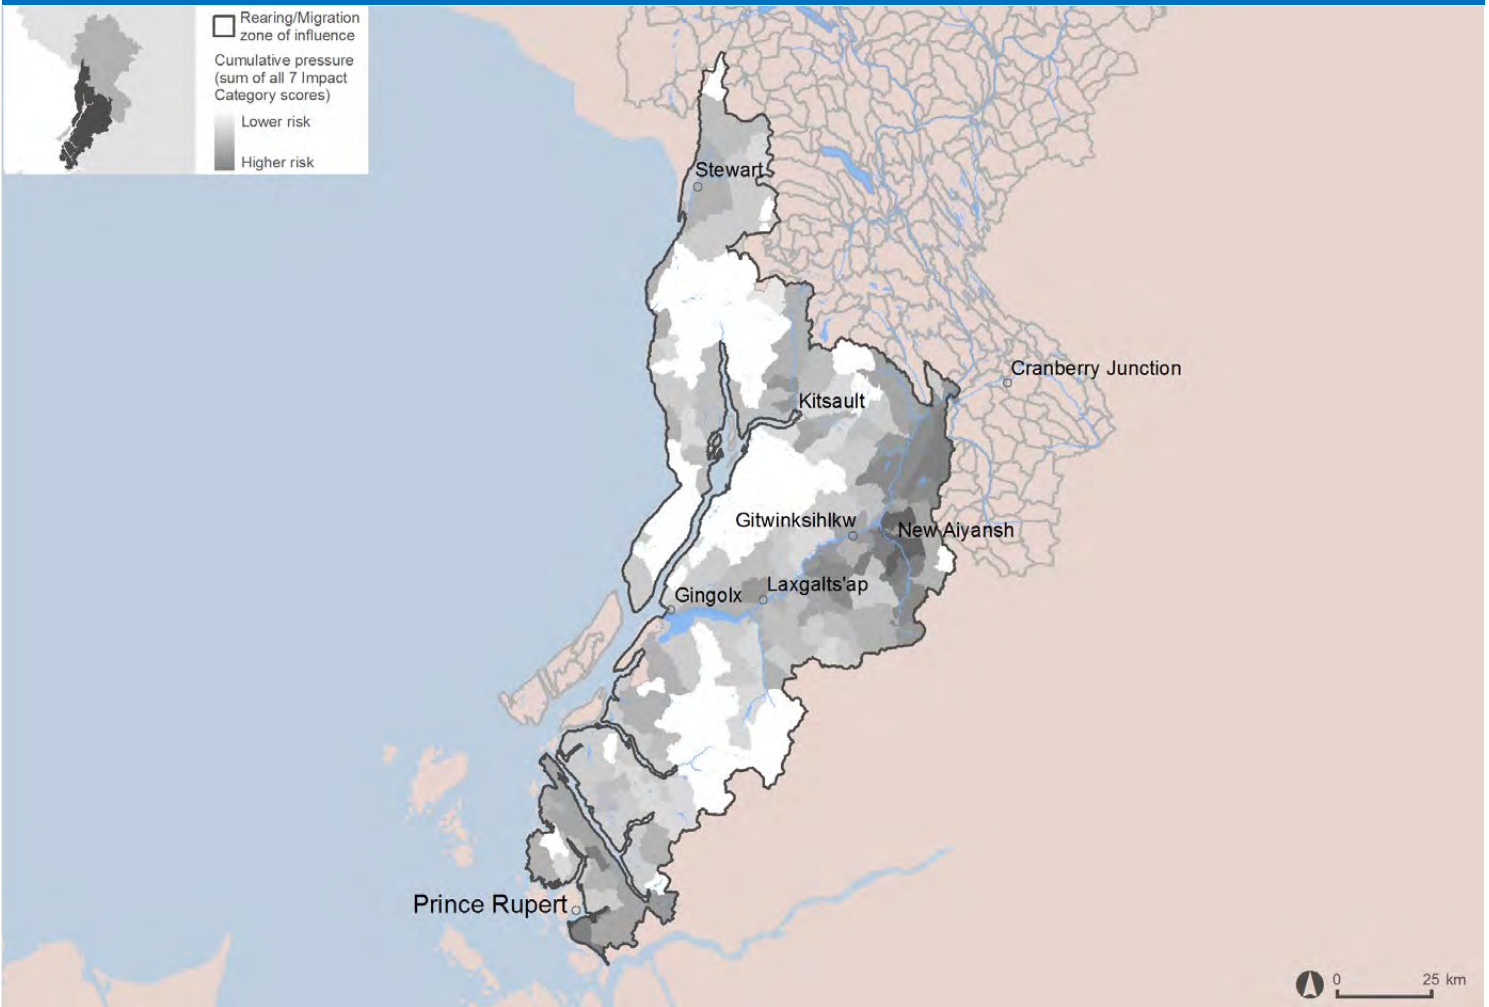 Rearing/Migration
zone of influence
Cumulative pressure
(sum of all 7 Impact
Category scores)
Lower risk
Higher risk
Stewart
Cranberry Junction
Kitsault
Gitwinksihlkw
New Aiyansh
Laxgalts'ap
Gingolx
Prince Rupert
0 25 km